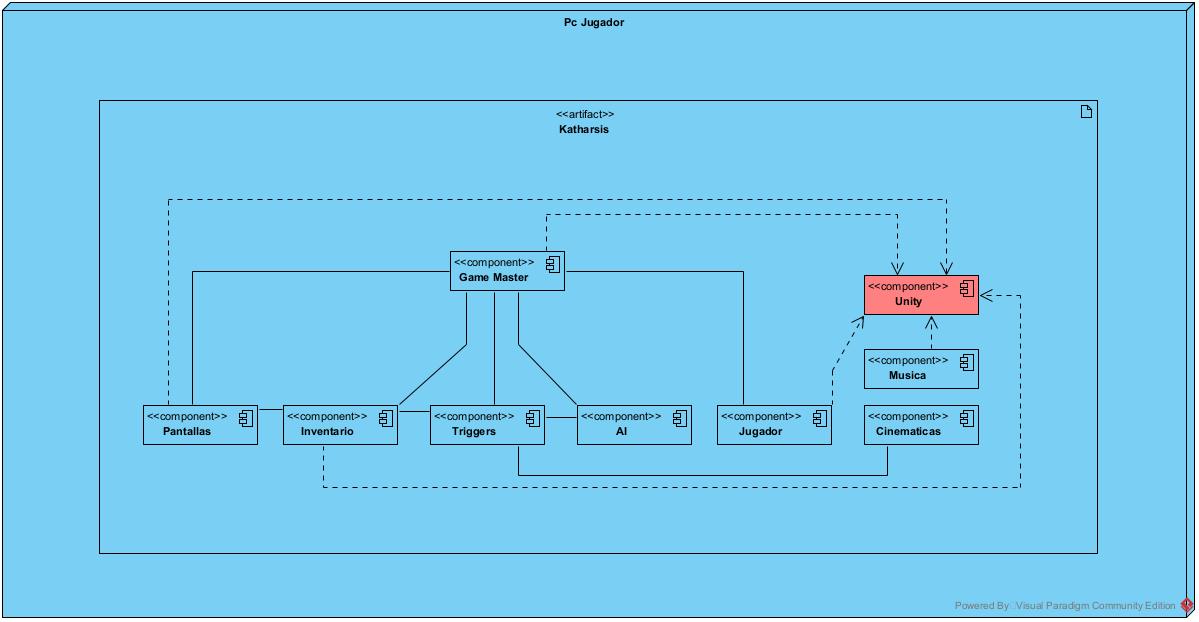 Pc Jugador
<<artifact>>
Katharsis
<<component>>
Game Master
<<component>>
Unity
<<component>>
Musica
<<component>>
Pantallas
<<component>>
Inventario
<<component>>
Triggers
<<component>>
AI
<<component>>
Jugador
<<component>>
Cinematicas
Powered By Visual Paradigm Community Edition